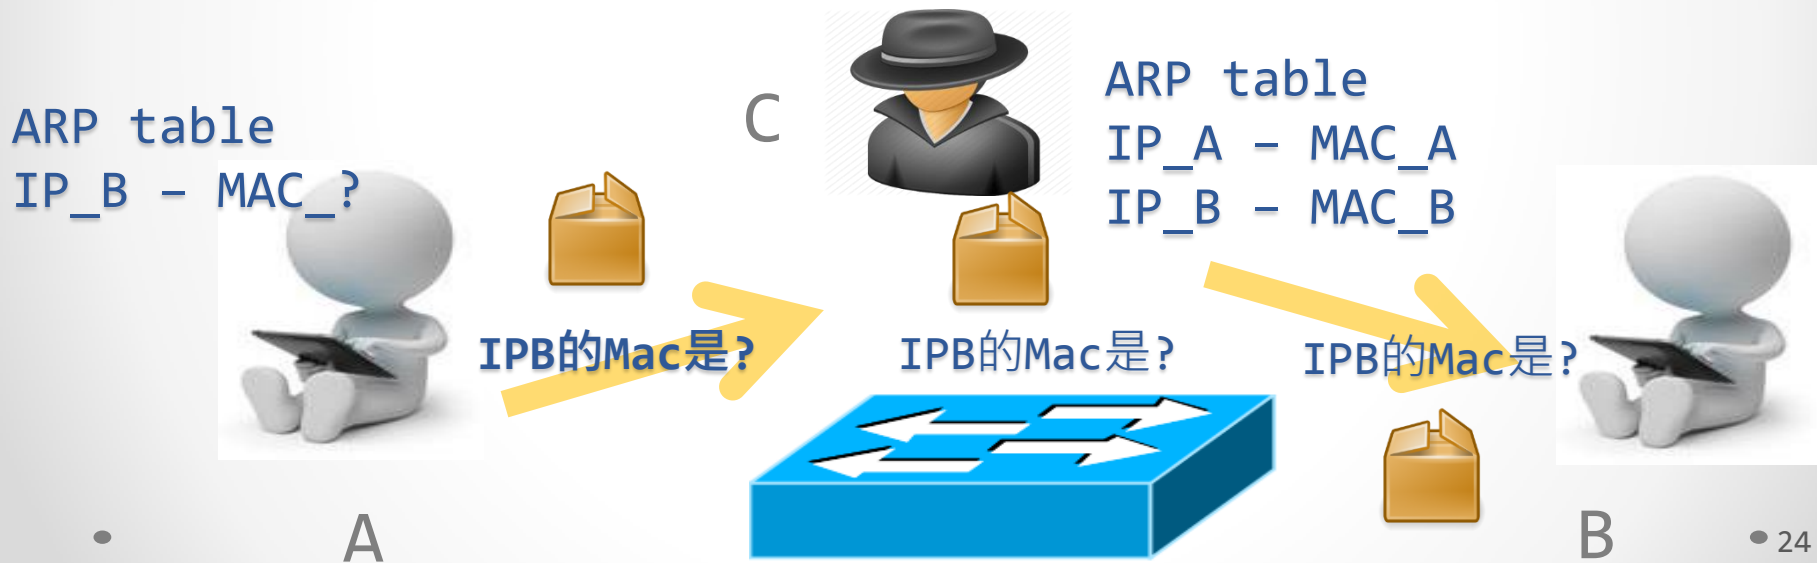 ARP table
IP_B – MAC_?
C
ARP table
IP_A – MAC_A
IP_B – MAC_B
IPB的Mac是?
IPB的Mac是?
IPB的Mac是?
A
B
24